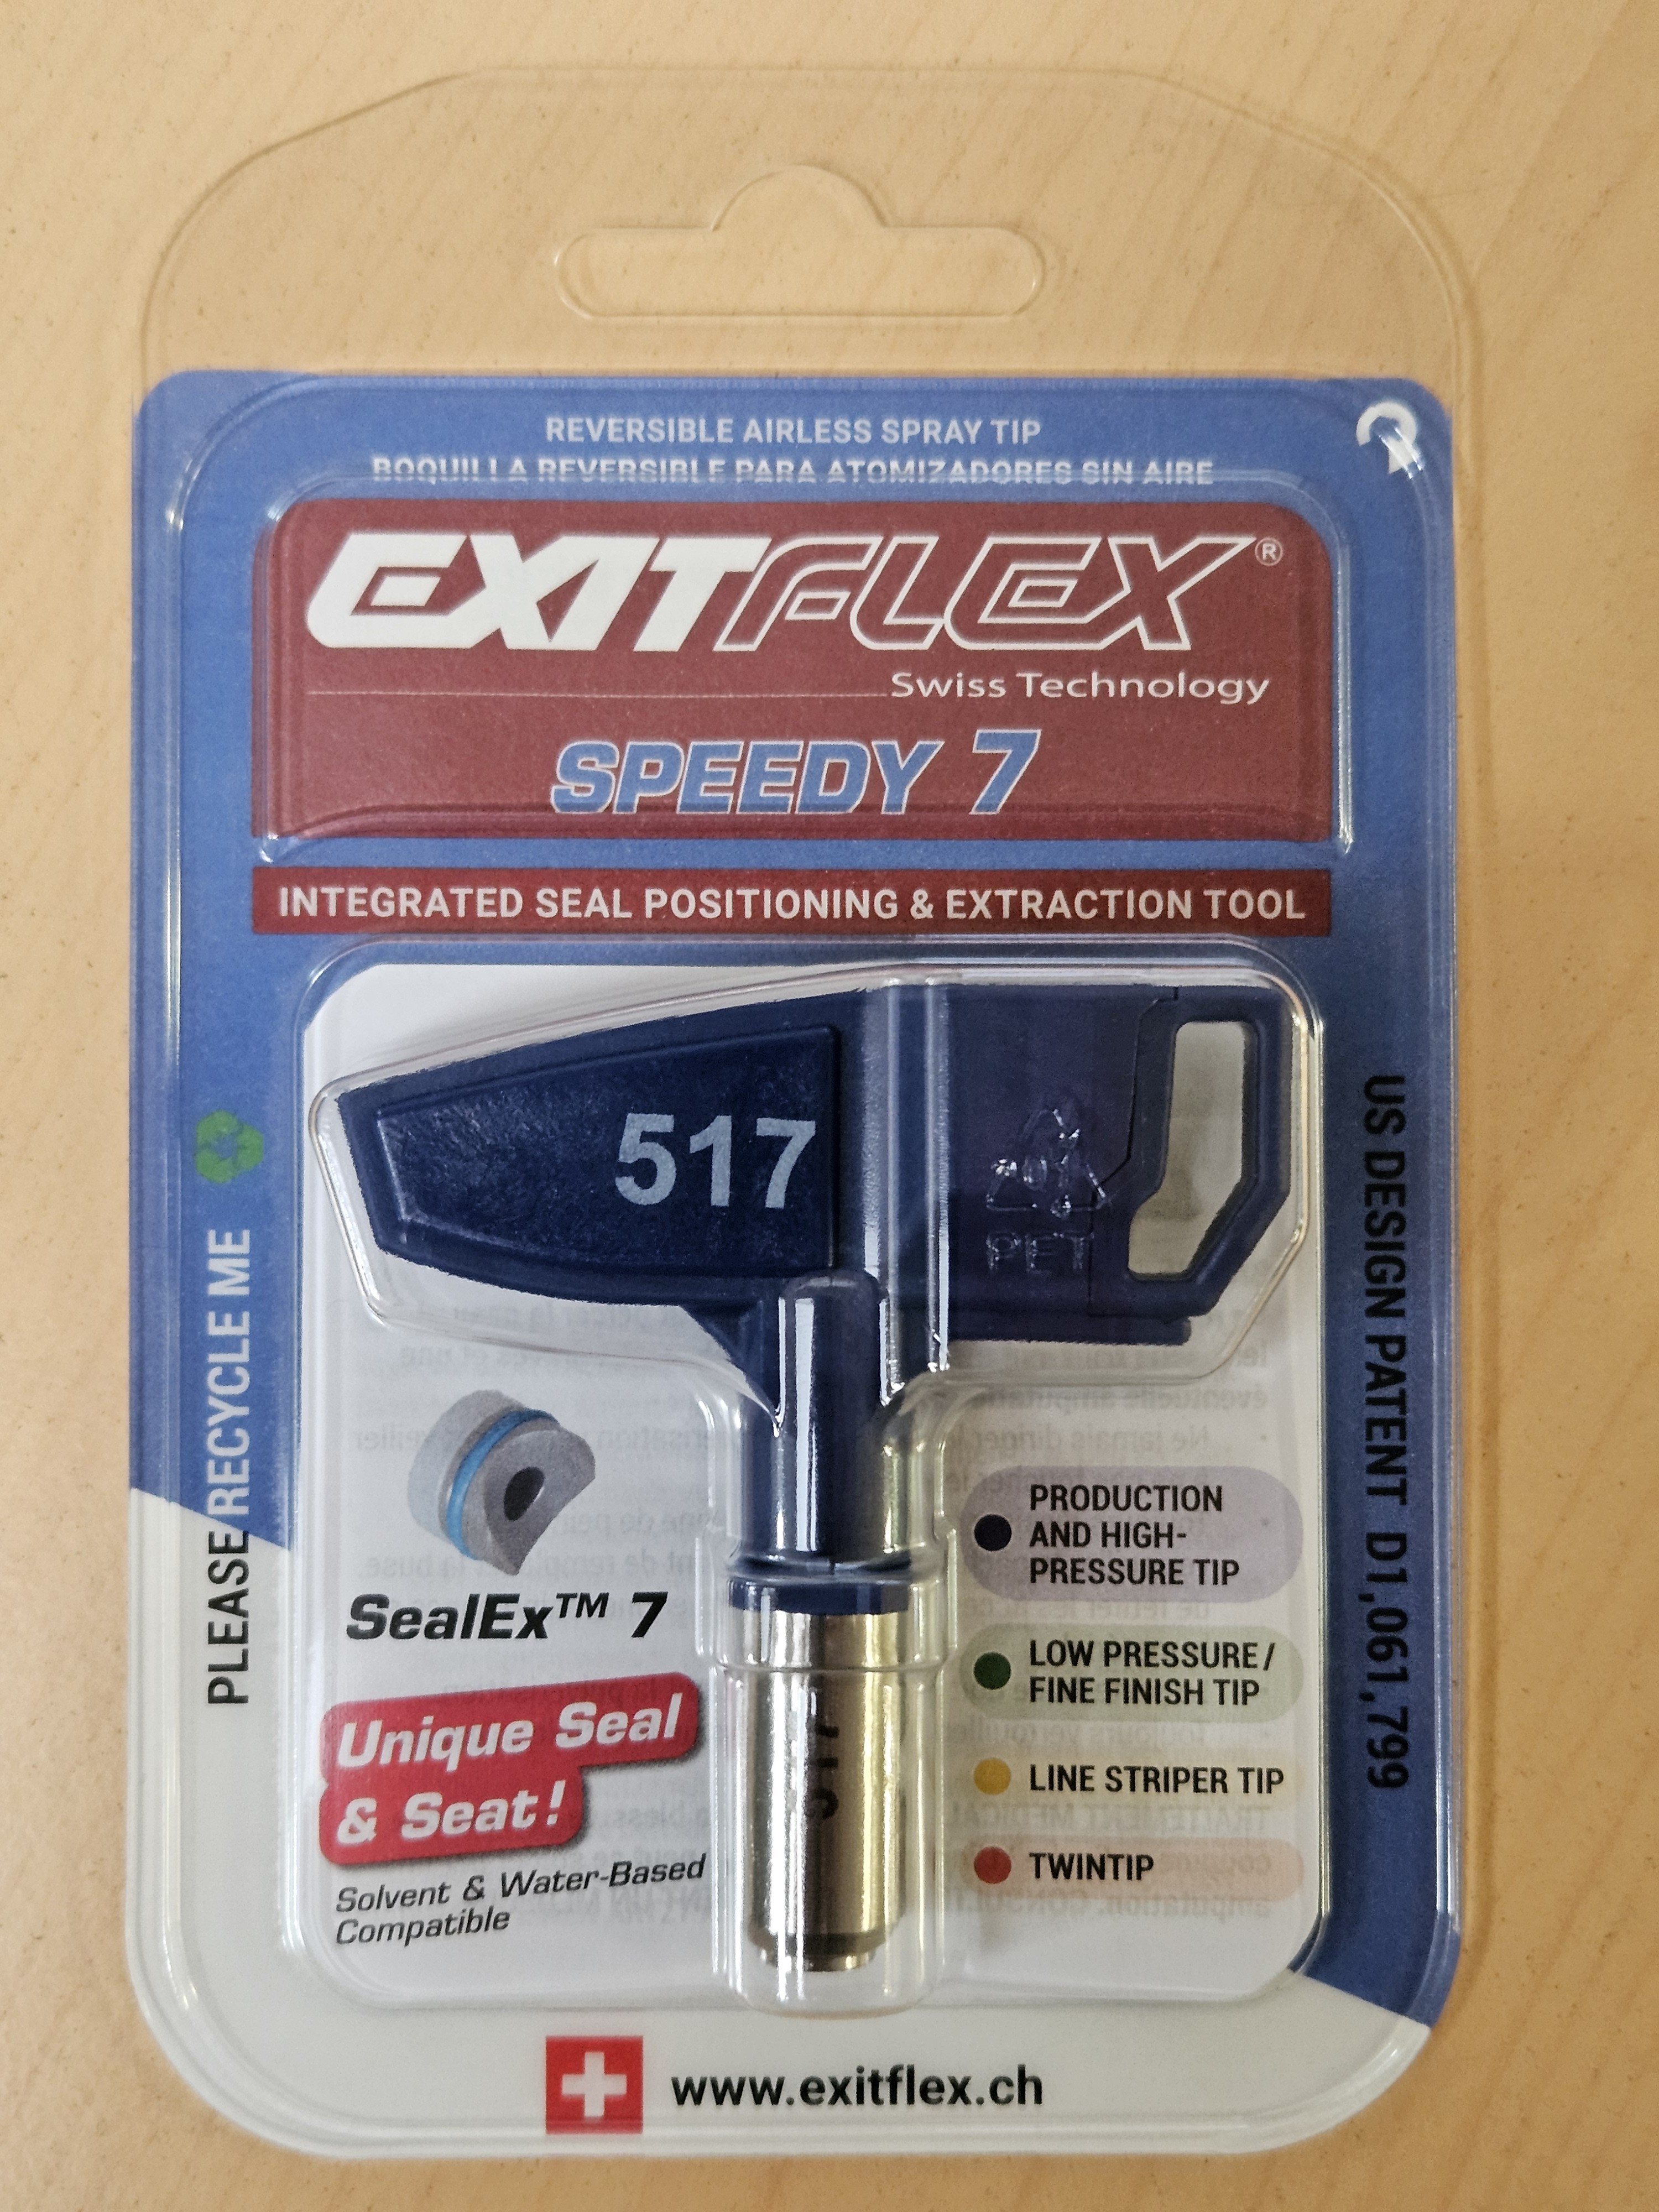 REVERSIBLE AIRLESS SPRAY TIP
BOQUILLA REVERSIBLE PARA ATOMIZADORES SIN AIRE
EXITFLEX®
Swiss Technology
SPEEDY 7
INTEGRATED SEAL POSITIONING & EXTRACTION TOOL
517
PET
PLEASE RECYCLE ME
US DESIGN PATENT D1,061,799
SealEx™ 7
Unique Seal
& Seat!
Solvent & Water-Based
Compatible
517
PRODUCTION
AND HIGH-
PRESSURE TIP
LOW PRESSURE/
FINE FINISH TIP
LINE STRIPER TIP
TWINTIP
www.exitflex.ch